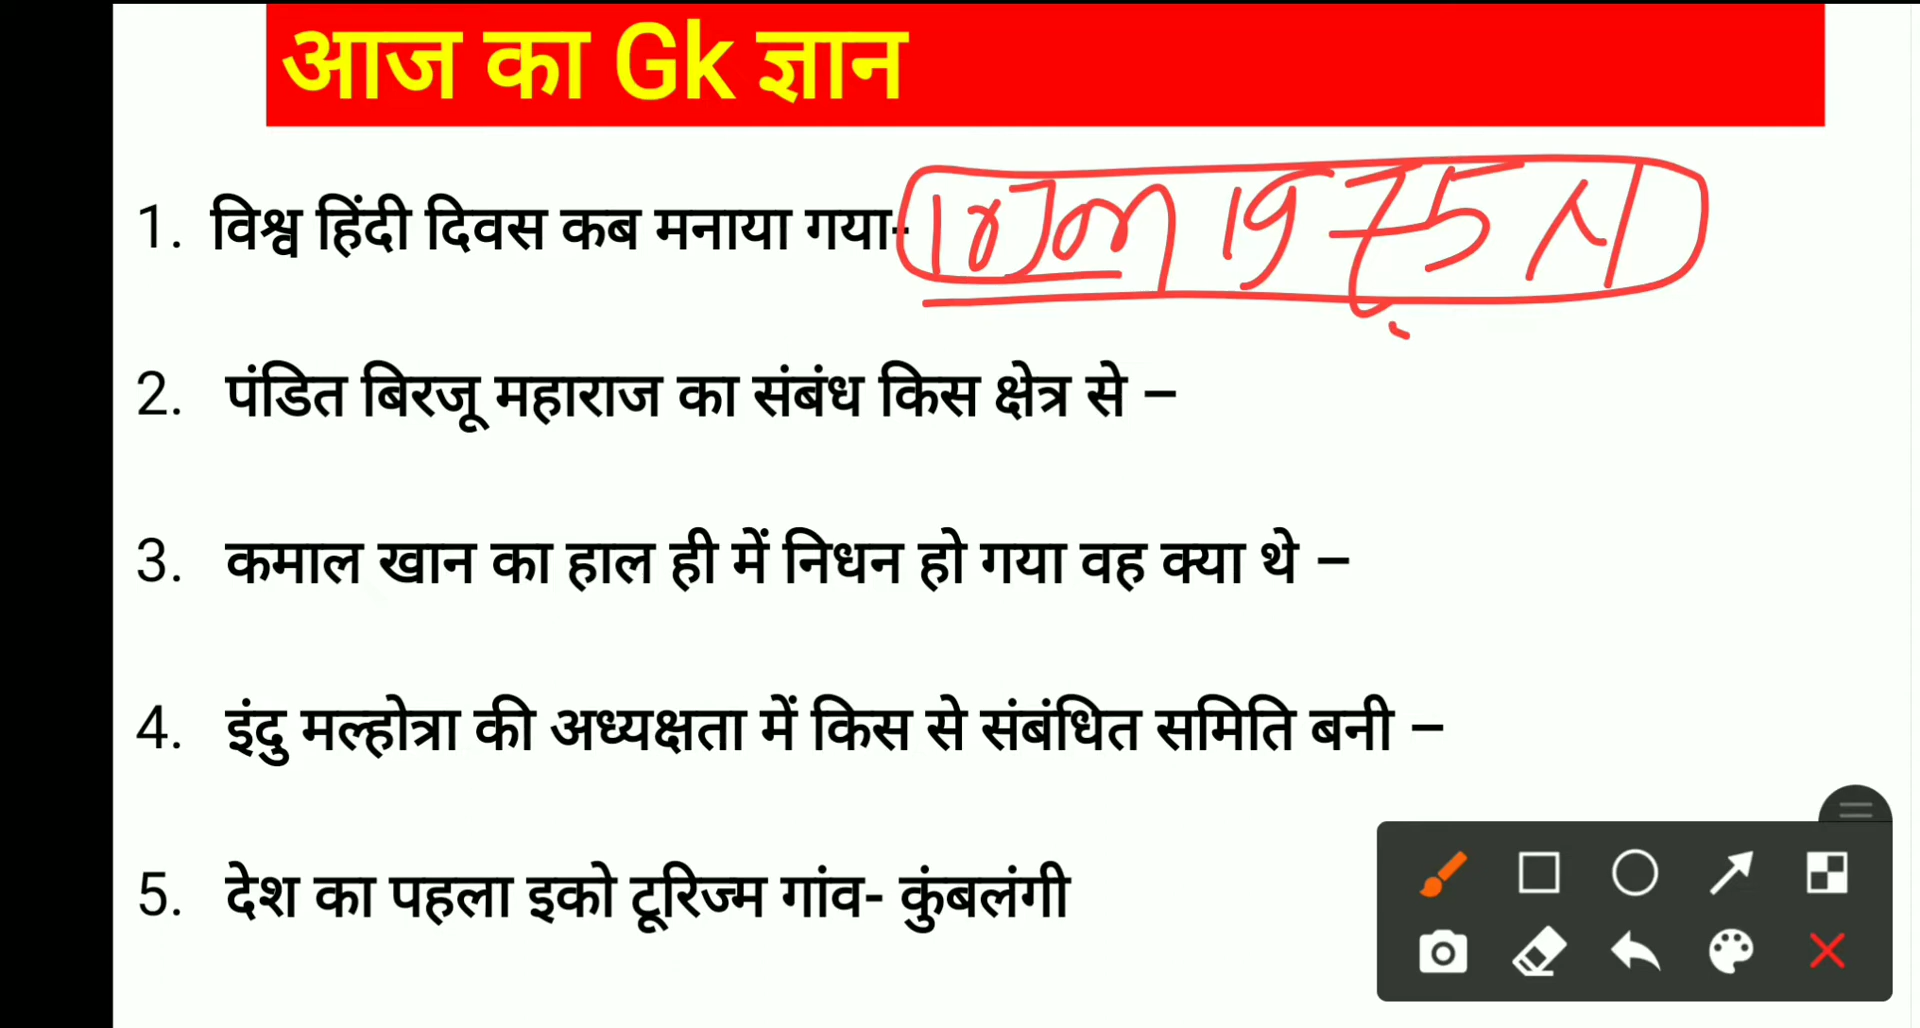 आज का Gk ज्ञान
1. विश्व हिंदी दिवस कब मनाया गया- 10 Jan 1975
2. पंडित बिरजू महाराज का संबंध किस क्षेत्र से –
3. कमाल खान का हाल ही में निधन हो गया वह क्या थे –
4. इंदु मल्होत्रा की अध्यक्षता में किस से संबंधित समिति बनी –
5. देश का पहला इको टूरिज्म गांव- कुंबलंगी